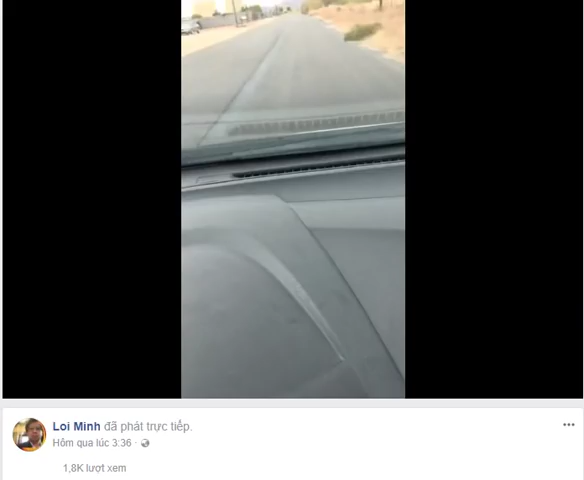 Loi Minh đã phát trực tiếp.
Hôm qua lúc 3:36 ·
1,8K lượt xem